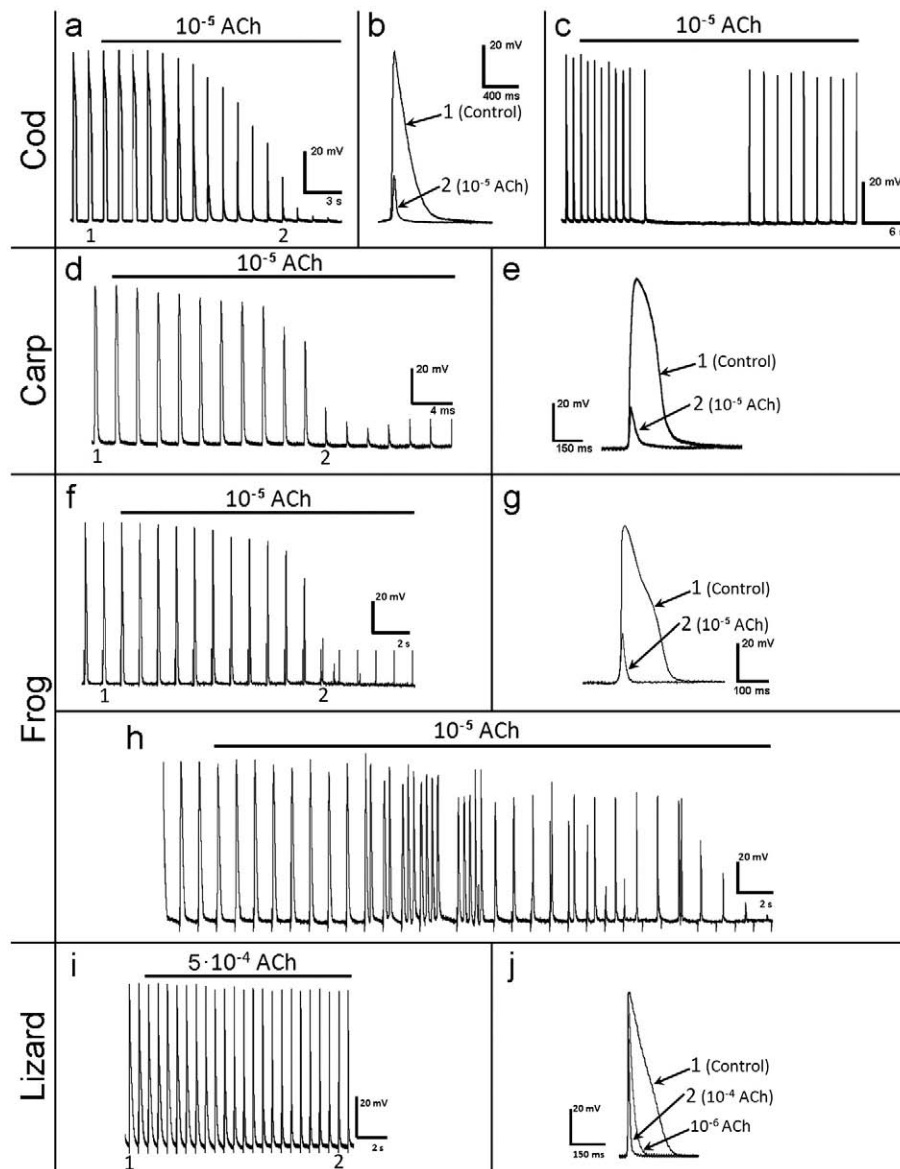 a
10⁻⁵ ACh
20 mV
3 s
1
2
b
20 mV
400 ms
1 (Control)
2 (10⁻⁵ ACh)
c
10⁻⁵ ACh
20 mV
6 s
Cod
d
10⁻⁵ ACh
20 mV
4 ms
1
2
e
1 (Control)
2 (10⁻⁵ ACh)
20 mV
150 ms
Carp
f
10⁻⁵ ACh
20 mV
2 s
1
2
g
1 (Control)
2 (10⁻⁵ ACh)
20 mV
100 ms
Frog
h
10⁻⁵ ACh
20 mV
2 s
i
5·10⁻⁴ ACh
20 mV
2 s
1
2
j
1 (Control)
2 (10⁻⁴ ACh)
10⁻⁶ ACh
20 mV
150 ms
Lizard